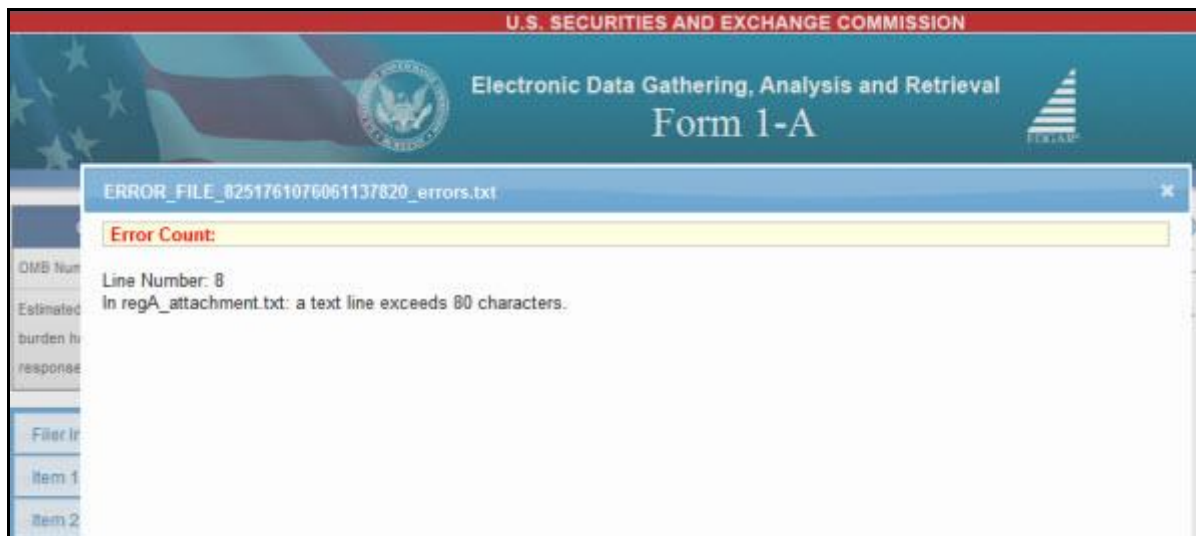 U.S. SECURITIES AND EXCHANGE COMMISSION
Electronic Data Gathering, Analysis and Retrieval
Form 1-A
EDGAR
ERROR_FILE_8251761076061137820_errors.txt
Error Count:
OMB Num
Line Number: 8
Estimated
In regA_attachment.txt: a text line exceeds 80 characters.
burden h
response
Filer In
Item 1
Item 2